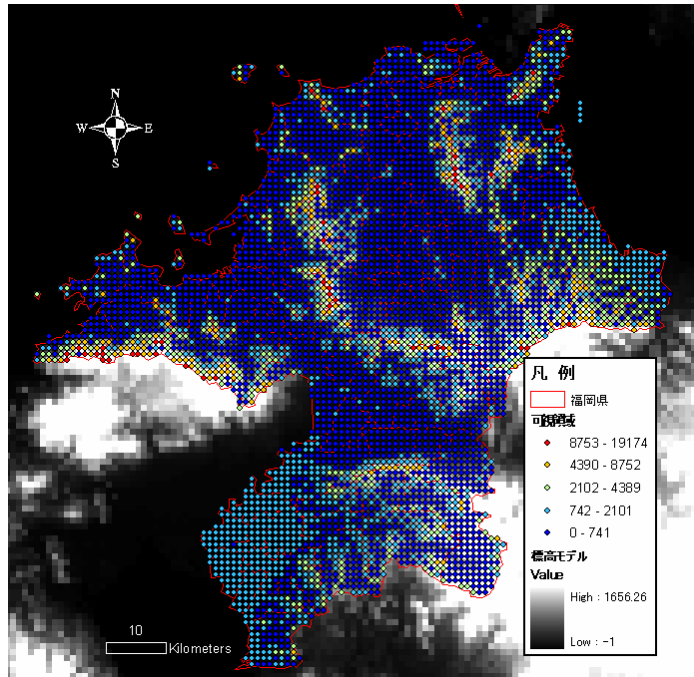 N
W E
S
凡 例
福岡県
可視領域
8753 - 19174
4390 - 8752
2102 - 4389
742 - 2101
0 - 741
標高モデル
Value
High : 1656.26
Low : -1
10
Kilometers